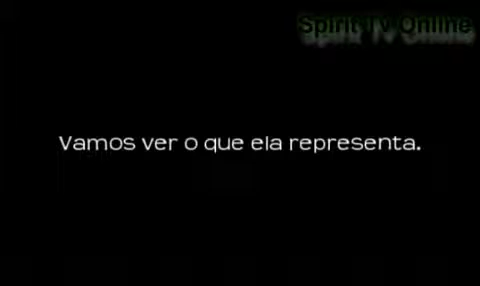 Spirit Tv Online
Vamos ver o que ela representa.